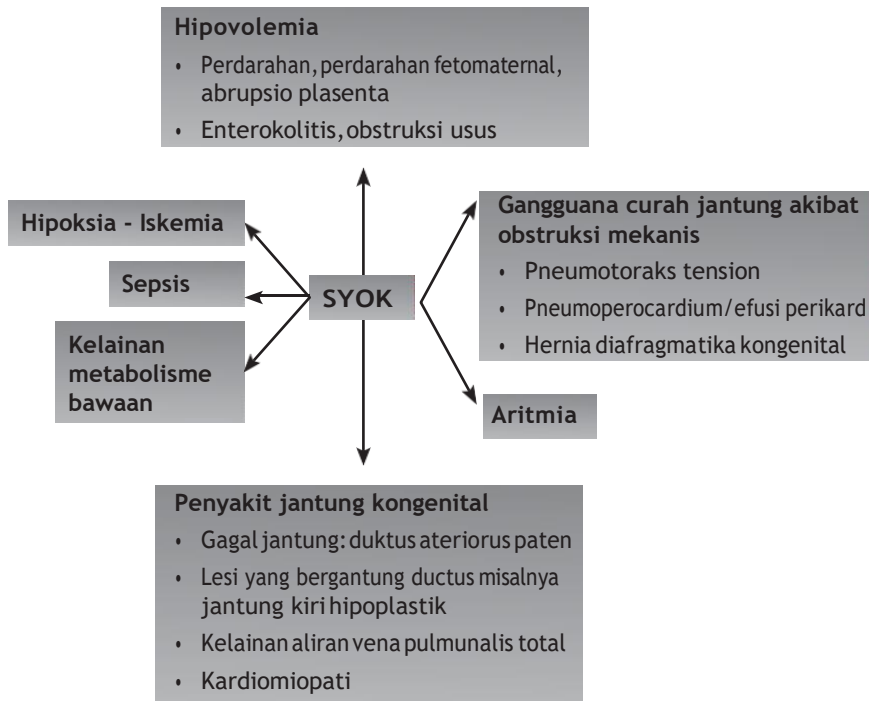 Hipovolemia
• Perdarahan, perdarahan fetomaternal,
abrupsio plasenta
• Enterokolitis, obstruksi usus
Hipoksia - Iskemia
Sepsis
Kelainan
metabolisme
bawaan
SYOK
Gangguana curah jantung akibat
obstruksi mekanis
• Pneumotoraks tension
• Pneumoperocardium/efusi perikard
• Hernia diafragmatika kongenital
Aritmia
Penyakit jantung kongenital
• Gagal jantung: duktus ateriorus paten
• Lesi yang bergantung ductus misalnya
jantung kiri hipoplastik
• Kelainan aliran vena pulmunalis total
• Kardiomiopati